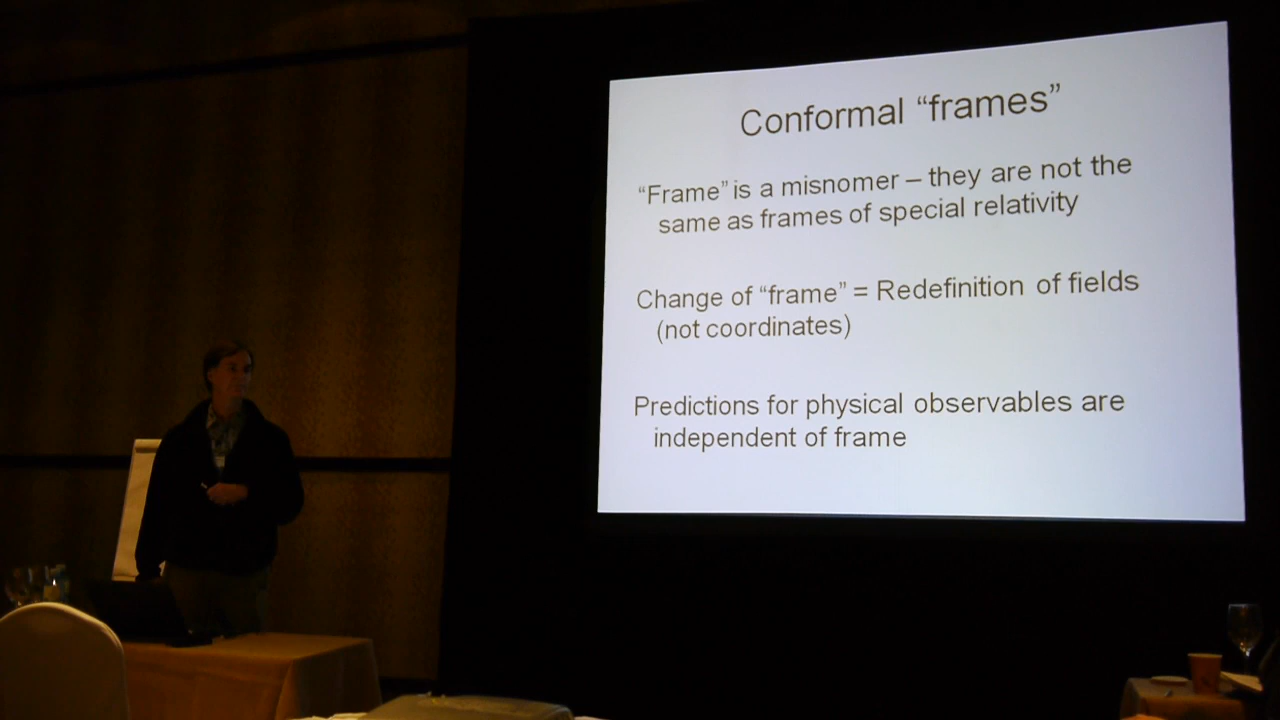 Conformal “frames”
“Frame” is a misnomer – they are not the
same as frames of special relativity
Change of “frame” = Redefinition of fields
(not coordinates)
Predictions for physical observables are
independent of frame